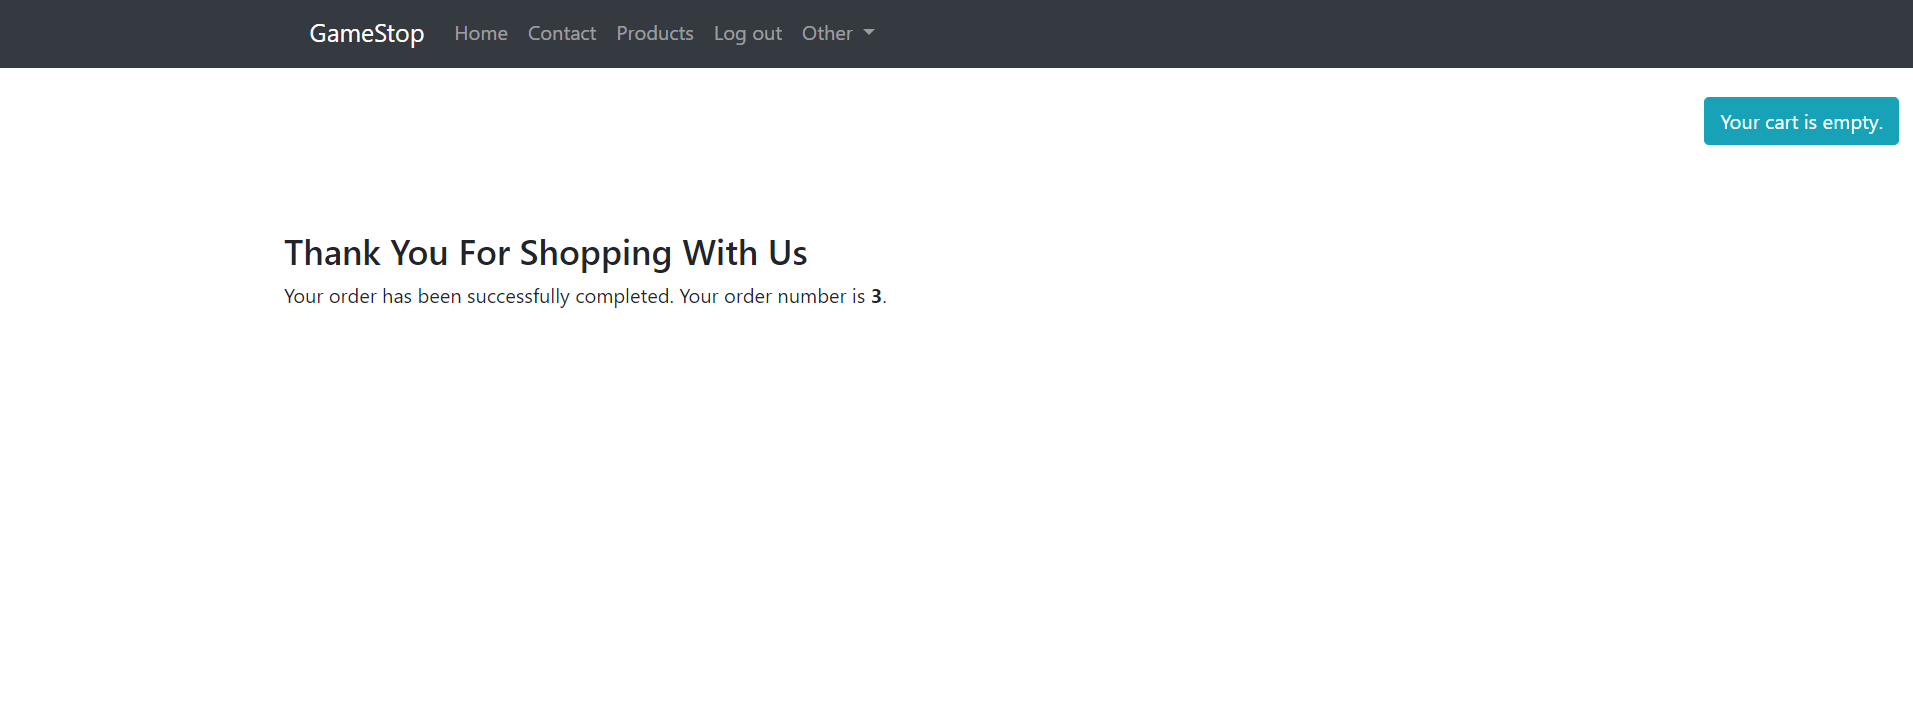 GameStop Home Contact Products Log out Other
Your cart is empty.
Thank You For Shopping With Us
Your order has been successfully completed. Your order number is 3.